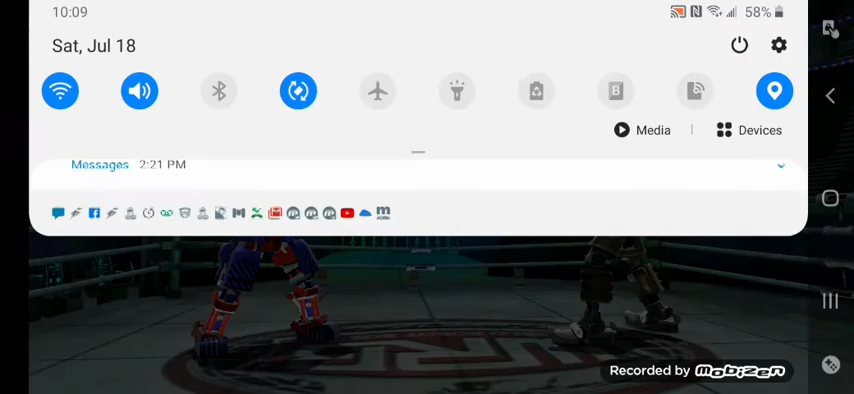 10:09
58%
Sat, Jul 18
Media
Devices
Messages 2:21 PM
Recorded by Mobizen